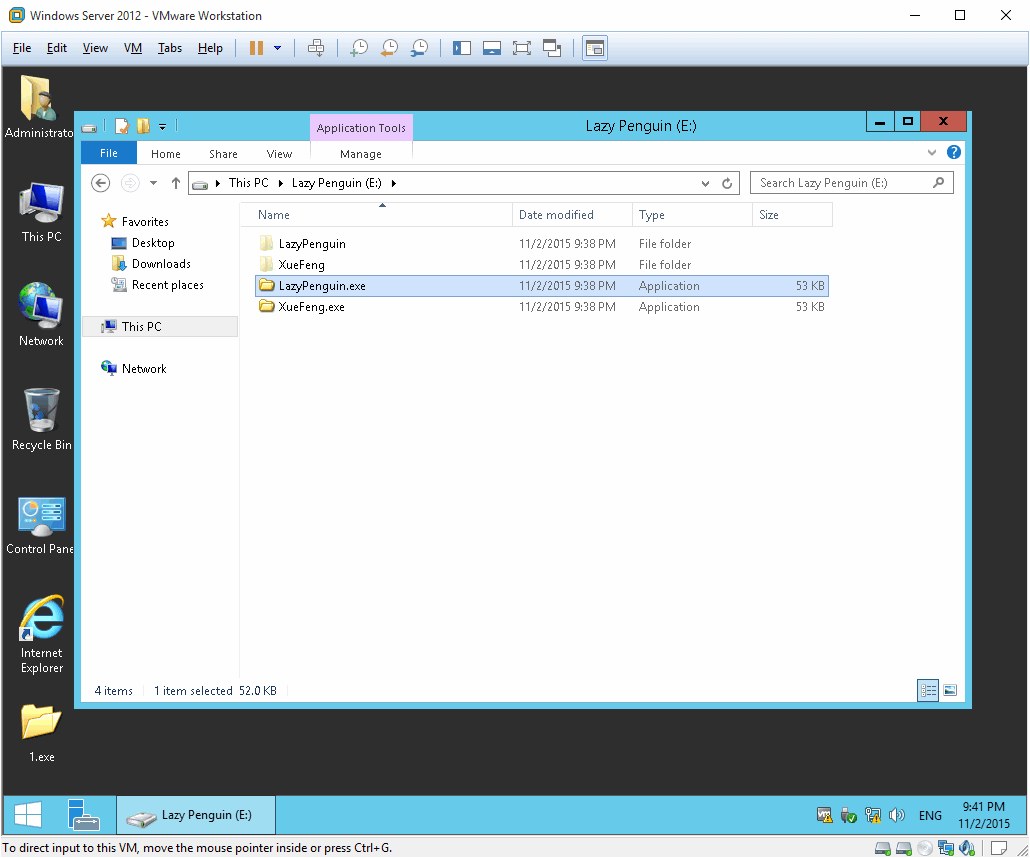 Windows Server 2012 - VMware Workstation
File Edit View VM Tabs Help
Administrato
This PC
Network
Recycle Bin
Control Pane
Internet
Explorer
1.exe
Application Tools
Lazy Penguin (E:)
File Home Share View Manage
This PC Lazy Penguin (E:)
Search Lazy Penguin (E:)
Favorites
Desktop
Downloads
Recent places
This PC
Network
Name Date modified Type Size
LazyPenguin 11/2/2015 9:38 PM File folder
XueFeng 11/2/2015 9:38 PM File folder
LazyPenguin.exe 11/2/2015 9:38 PM Application 53 KB
XueFeng.exe 11/2/2015 9:38 PM Application 53 KB
4 items 1 item selected 52.0 KB
Lazy Penguin (E:)
ENG
9:41 PM
11/2/2015
To direct input to this VM, move the mouse pointer inside or press Ctrl+G.